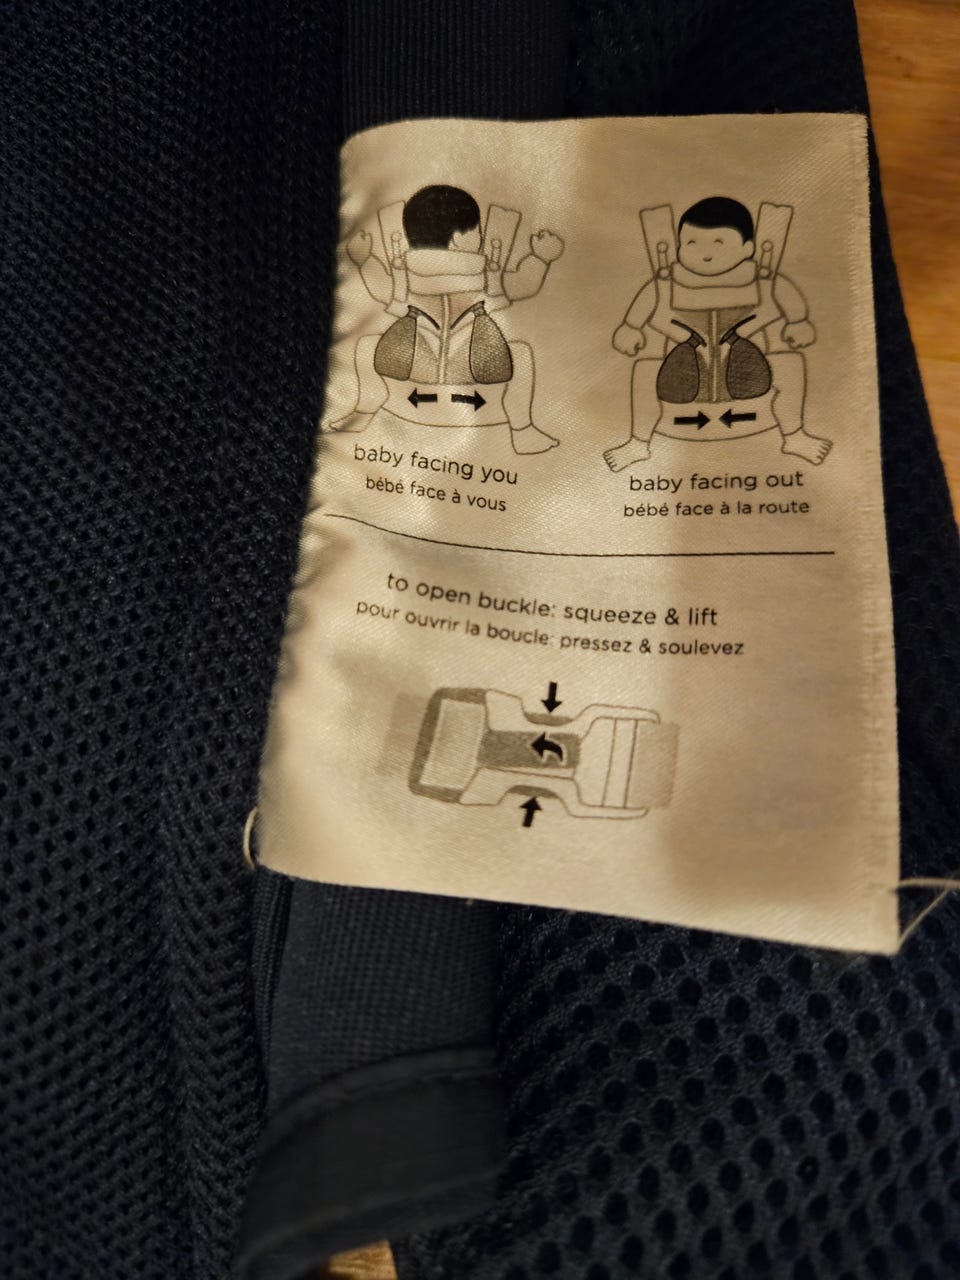 baby facing you
bébé face à vous
baby facing out
bébé face à la route
to open buckle: squeeze & lift
pour ouvrir la boucle: pressez & soulevez